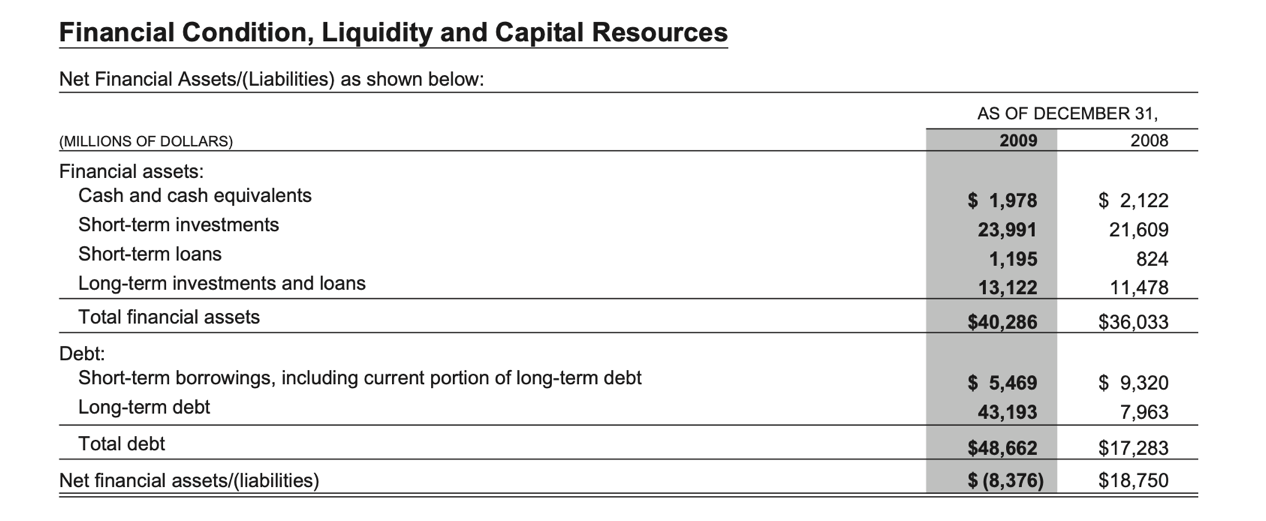 Financial Condition, Liquidity and Capital Resources
Net Financial Assets/(Liabilities) as shown below:
AS OF DECEMBER 31,
(MILLIONS OF DOLLARS) 2009 2008
Financial assets:
Cash and cash equivalents $ 1,978 $ 2,122
Short-term investments 23,991 21,609
Short-term loans 1,195 824
Long-term investments and loans 13,122 11,478
Total financial assets $40,286 $36,033
Debt:
Short-term borrowings, including current portion of long-term debt $ 5,469 $ 9,320
Long-term debt 43,193 7,963
Total debt $48,662 $17,283
Net financial assets/(liabilities) $ (8,376) $18,750